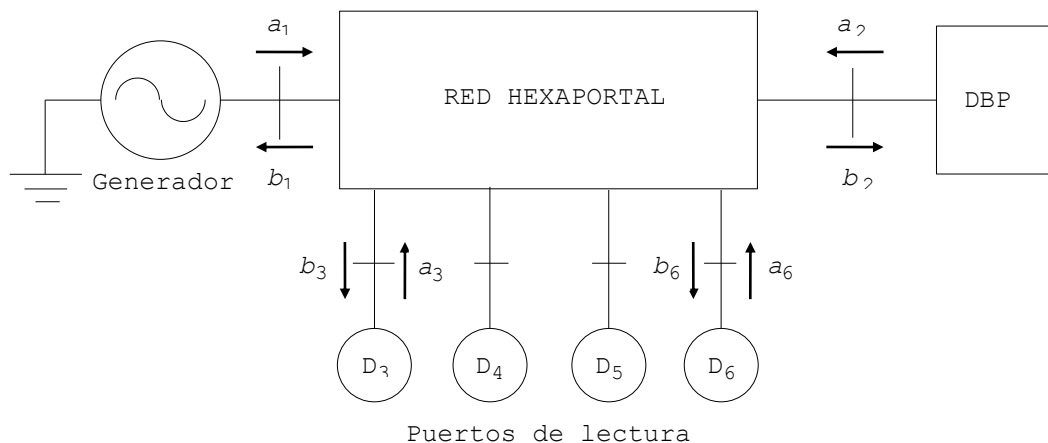 a₁
a₂
RED HEXAPORTAL
DBP
Generador
b₁
b₂
b₃
a₃
b₆
a₆
D₃
D₄
D₅
D₆
Puertos de lectura